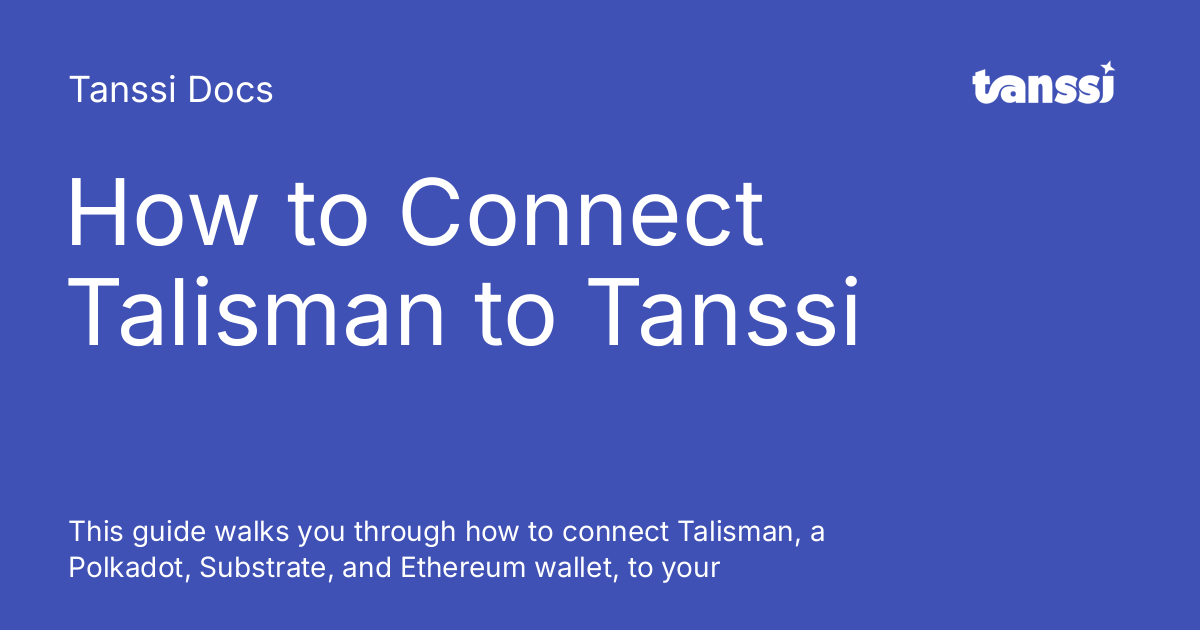 Tanssi Docs
tanssi
How to Connect
Talisman to Tanssi
This guide walks you through how to connect Talisman, a
Polkadot, Substrate, and Ethereum wallet, to your